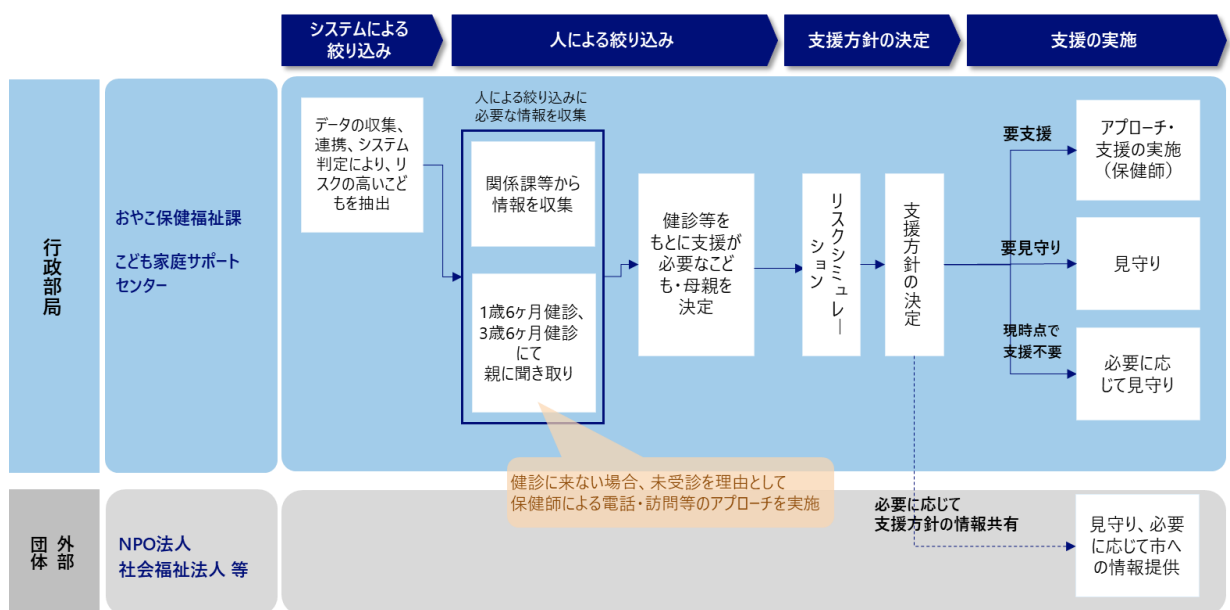 システムによる
絞り込み
人による絞り込み
支援方針の決定
支援の実施
行政部局
おやこ保健福祉課
こども家庭サポート
センター
データの収集、
連携、システム
判定により、リ
スクの高いこど
もを抽出
人による絞り込みに
必要な情報を収集
関係課等から
情報を収集
1歳6ヶ月健診、
3歳6ヶ月健診
にて
親に聞き取り
健診等を
もとに支援が
必要なこど
も・母親を
決定
リスクシミュレー
ション
支援方針の決定
要支援
アプローチ・
支援の実施
（保健師）
要見守り
見守り
現時点で
支援不要
必要に応
じて見守り
健診に来ない場合、未受診を理由として
保健師による電話・訪問等のアプローチを実施
外部
団体
NPO法人
社会福祉法人 等
必要に応じて
支援方針の情報共有
見守り、必要
に応じて市へ
の情報提供